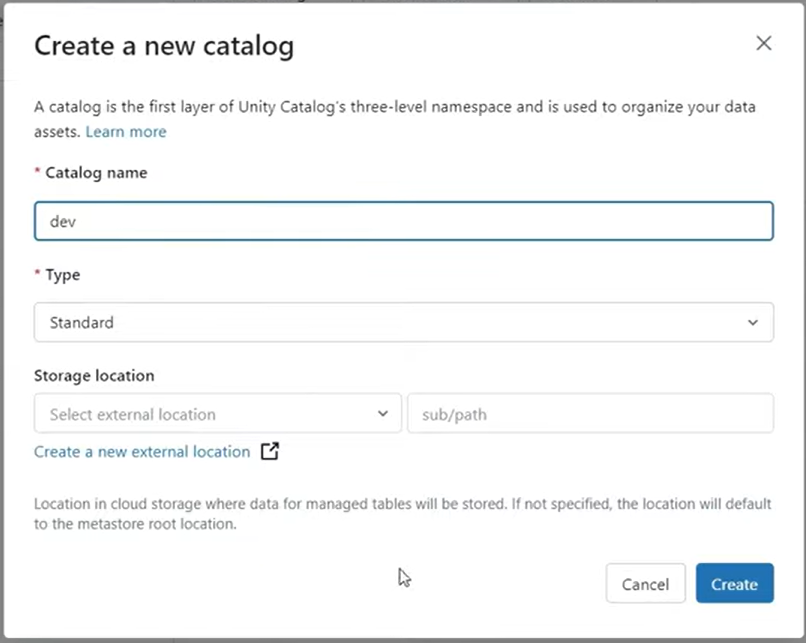 Create a new catalog
A catalog is the first layer of Unity Catalog's three-level namespace and is used to organize your data
assets. Learn more
* Catalog name
dev
* Type
Standard
Storage location
Select external location
sub/path
Create a new external location
Location in cloud storage where data for managed tables will be stored. If not specified, the location will default
to the metastore root location.
Cancel
Create